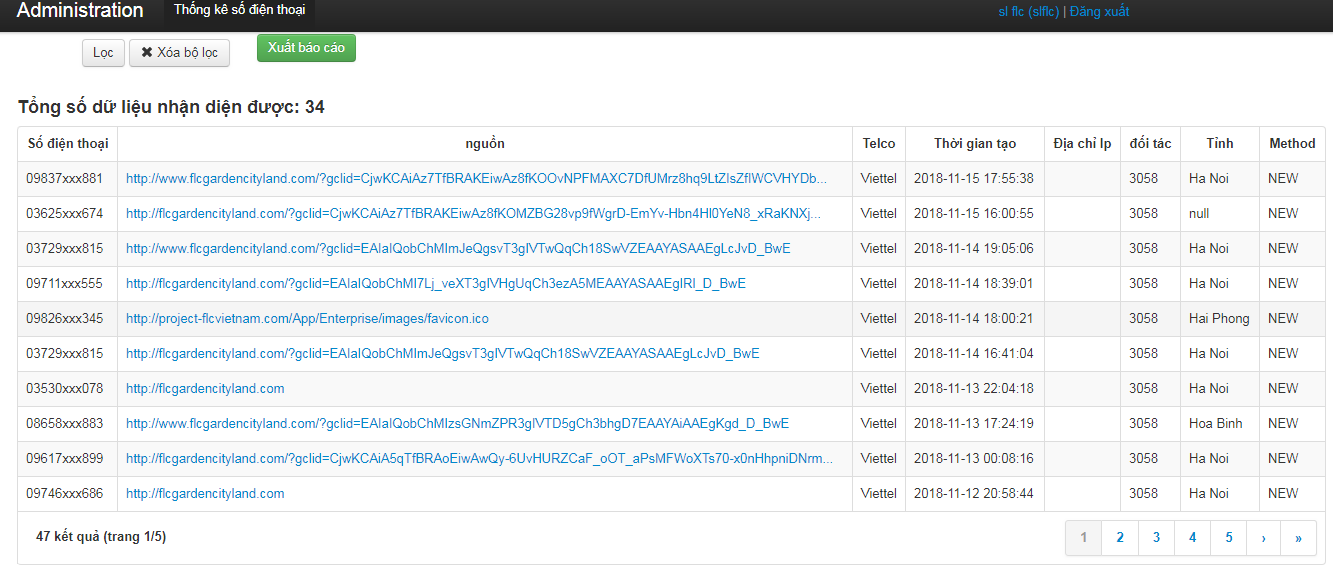 Administration Thống kê số điện thoại sl flc (slflc) | Đăng xuất
Lọc ✖ Xóa bộ lọc Xuất báo cáo
Tổng số dữ liệu nhận diện được: 34
Số điện thoại nguồn Telco Thời gian tạo Địa chỉ Ip đối tác Tỉnh Method
09837xxx881 http://www.flcgardencityland.com/?gclid=CjwKCAiAz7TfBRAKEiwAz8fKOOvNPFMAXC7DfUMrz8hq9LtZlsZflWCVHYDb... Viettel 2018-11-15 17:55:38 3058 Ha Noi NEW
03625xxx674 http://flcgardencityland.com/?gclid=CjwKCAiAz7TfBRAKEiwAz8fKOMZBG28vp9fWgrD-EmYv-Hbn4Hl0YeN8_xRaKNXj... Viettel 2018-11-15 16:00:55 3058 null NEW
03729xxx815 http://www.flcgardencityland.com/?gclid=EAIaIQobChMImJeQgsvT3gIVTwQqCh18SwVZEAAYASAAEgLcJvD_BwE Viettel 2018-11-14 19:05:06 3058 Ha Noi NEW
09711xxx555 http://flcgardencityland.com/?gclid=EAIaIQobChMI7Lj_veXT3gIVHgUqCh3ezA5MEAAYASAAEgIRl_D_BwE Viettel 2018-11-14 18:39:01 3058 Ha Noi NEW
09826xxx345 http://project-flcvietnam.com/App/Enterprise/images/favicon.ico Viettel 2018-11-14 18:00:21 3058 Hai Phong NEW
03729xxx815 http://flcgardencityland.com/?gclid=EAIaIQobChMImJeQgsvT3gIVTwQqCh18SwVZEAAYASAAEgLcJvD_BwE Viettel 2018-11-14 16:41:04 3058 Ha Noi NEW
03530xxx078 http://flcgardencityland.com Viettel 2018-11-13 22:04:18 3058 Ha Noi NEW
08658xxx883 http://www.flcgardencityland.com/?gclid=EAIaIQobChMIzsGNmZPR3gIVTD5gCh3bhgD7EAAYAiAAEgKgd_D_BwE Viettel 2018-11-13 17:24:19 3058 Hoa Binh NEW
09617xxx899 http://flcgardencityland.com/?gclid=CjwKCAiA5qTfBRAoEiwAwQy-6UvHURZCaF_oOT_aPsMFWoXTs70-x0nHhpniDNrm... Viettel 2018-11-13 00:08:16 3058 Ha Noi NEW
09746xxx686 http://flcgardencityland.com Viettel 2018-11-12 20:58:44 3058 Ha Noi NEW
47 kết quả (trang 1/5) 1 2 3 4 5 › »